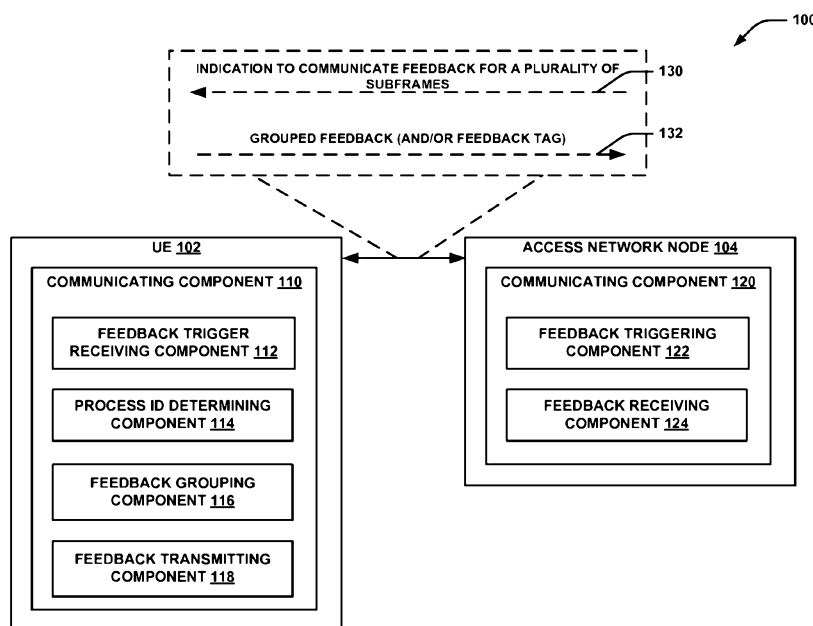 100
INDICATION TO COMMUNICATE FEEDBACK FOR A PLURALITY OF
SUBFRAMES
130
GROUPED FEEDBACK (AND/OR FEEDBACK TAG)
132
UE 102
COMMUNICATING COMPONENT 110
FEEDBACK TRIGGER
RECEIVING COMPONENT 112
PROCESS ID DETERMINING
COMPONENT 114
FEEDBACK GROUPING
COMPONENT 116
FEEDBACK TRANSMITTING
COMPONENT 118
ACCESS NETWORK NODE 104
COMMUNICATING COMPONENT 120
FEEDBACK TRIGGERING
COMPONENT 122
FEEDBACK RECEIVING
COMPONENT 124